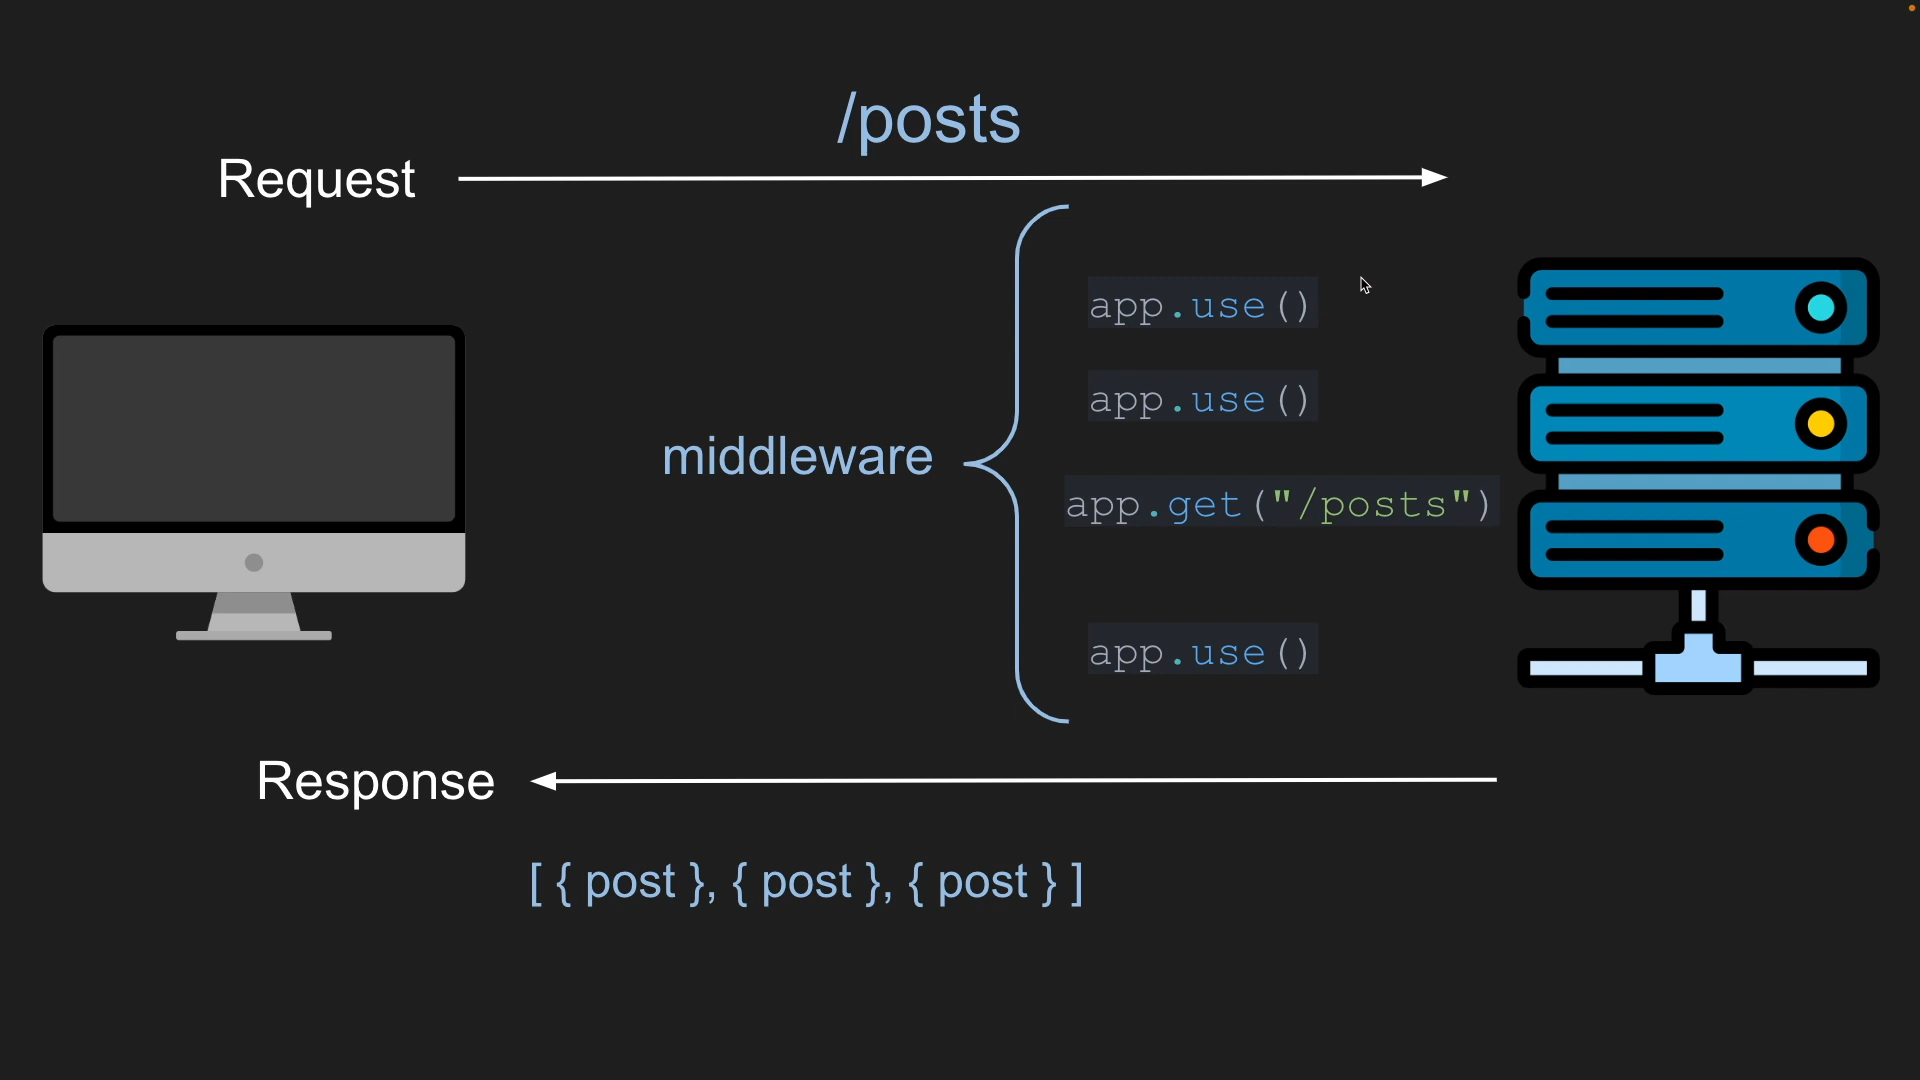 /posts
Request
app.use()
app.use()
middleware
app.get("/posts")
app.use()
Response
[ { post }, { post }, { post } ]